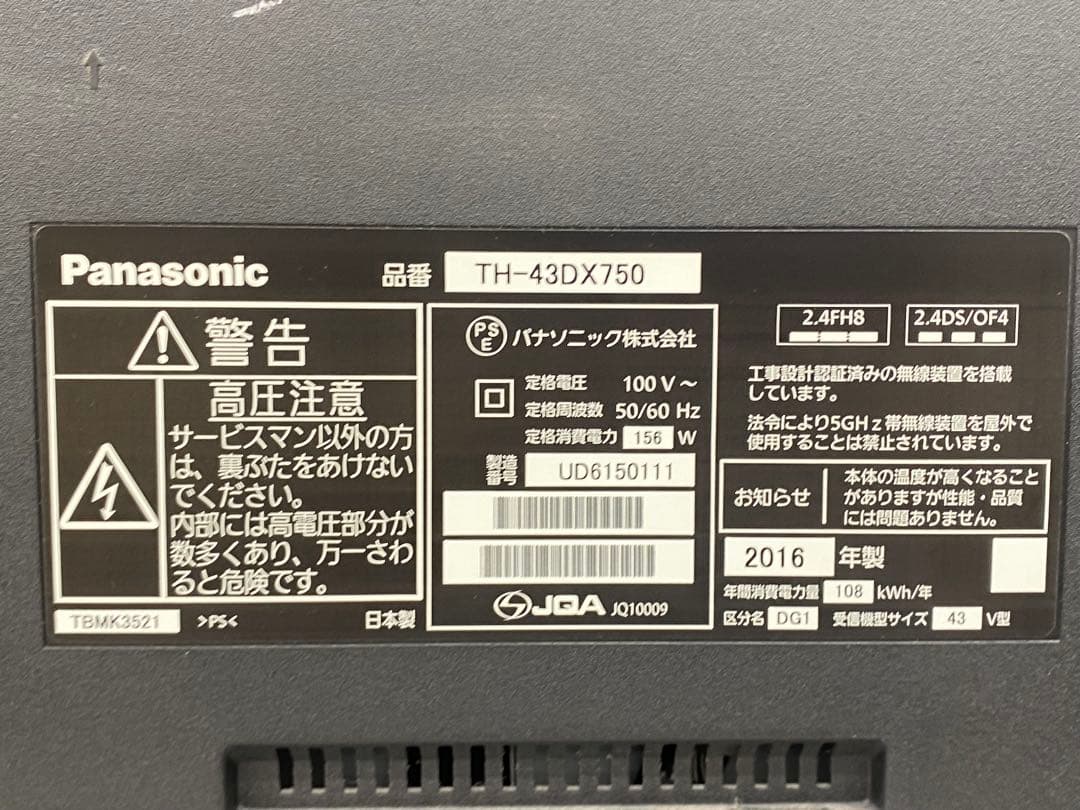 Panasonic
品番 TH-43DX750
警告
高圧注意
サービスマン以外の方
は、裏ぶたをあけない
でください。
内部には高電圧部分が
数多くあり、万一さわ
ると危険です。
TBMK3521 >PS< 日本製
PSE パナソニック株式会社
定格電圧 100 V～
定格周波数 50/60 Hz
定格消費電力 156 W
製造番号 UD6150111
JQA JQ10009
2.4FH8 2.4DS/OF4
工事設計認証済みの無線装置を搭載
しています。
法令により5GHz帯無線装置を屋外で
使用することは禁止されています。
お知らせ
本体の温度が高くなること
がありますが性能・品質
には問題ありません。
2016 年製
年間消費電力量 108 kWh/年
区分名 DG1 受信機型サイズ 43 V型